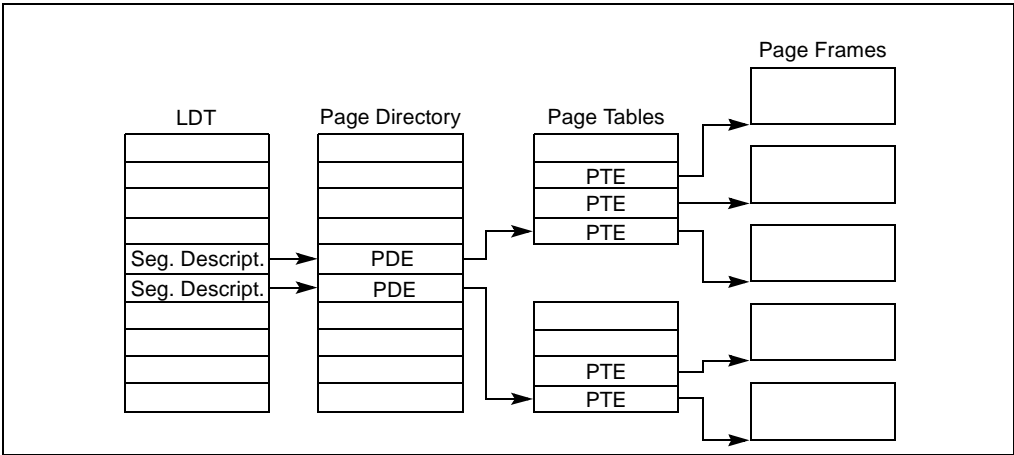 Page Frames
LDT
Page Directory
Page Tables
PTE
PTE
PTE
Seg. Descript.
PDE
Seg. Descript.
PDE
PTE
PTE